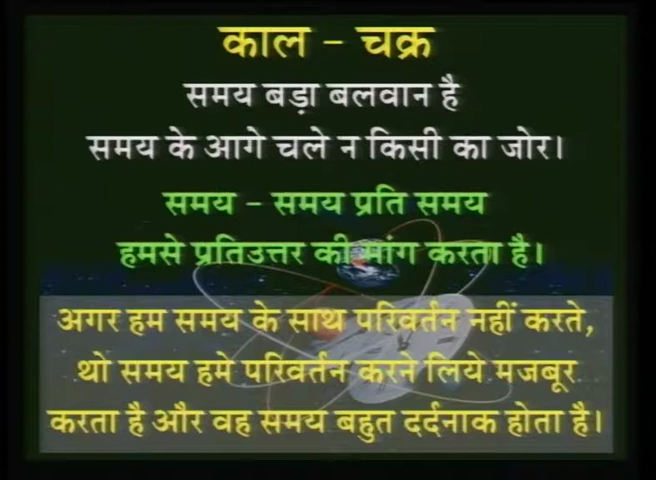 काल - चक्र
समय बड़ा बलवान है
समय के आगे चले न किसी का जोर।
समय - समय प्रति समय
हमसे प्रतिउत्तर की मांग करता है।
अगर हम समय के साथ परिवर्तन नहीं करते,
थो समय हमे परिवर्तन करने लिये मजबूर
करता है और वह समय बहुत दर्दनाक होता है।